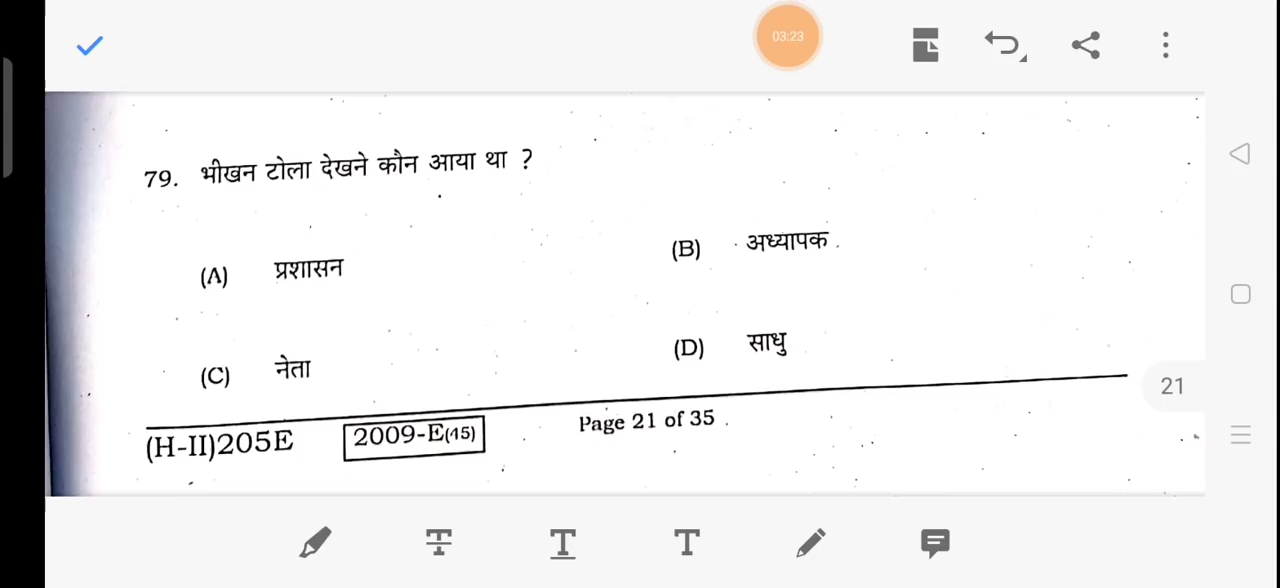 03:23
79. भीखन टोला देखने कौन आया था ?
(A) प्रशासन
(B) अध्यापक
(C) नेता
(D) साधु
21
(H-II)205E 2009-E(15) Page 21 of 35